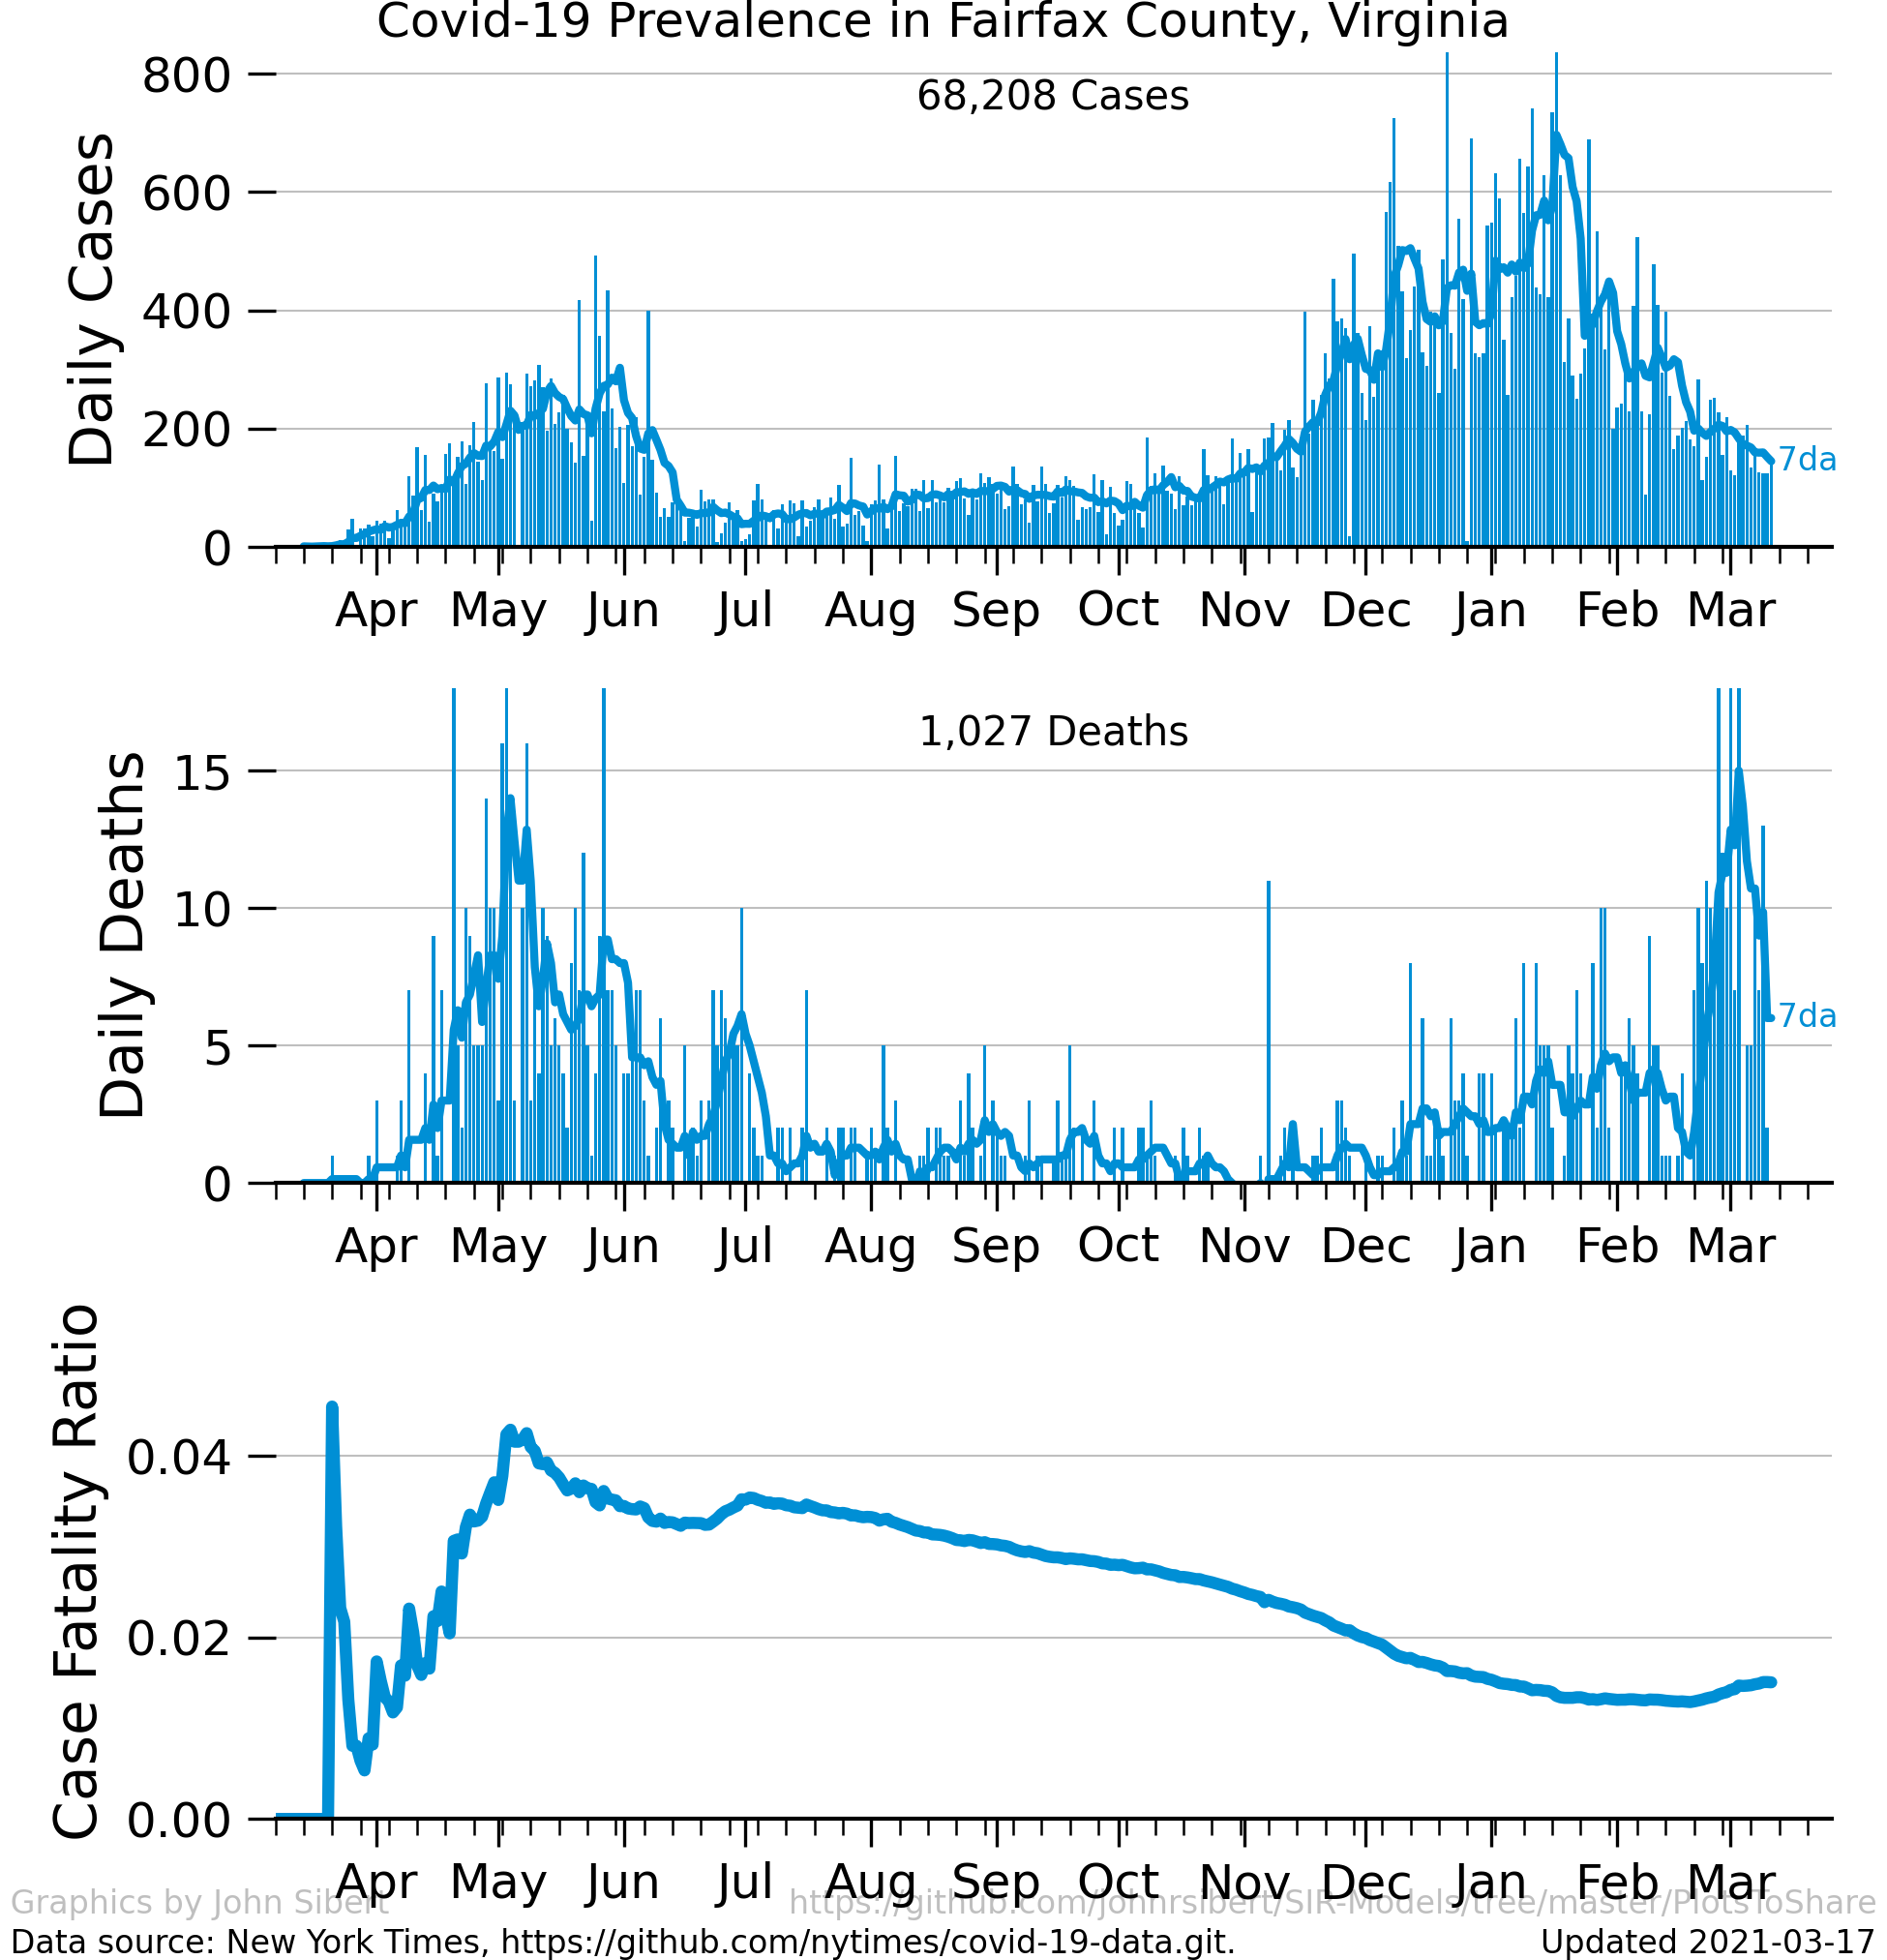 Covid-19 Prevalence in Fairfax County, Virginia
Daily Cases
800
600
400
200
0
68,208 Cases
7da
Apr May Jun Jul Aug Sep Oct Nov Dec Jan Feb Mar
Daily Deaths
15
10
5
0
1,027 Deaths
7da
Apr May Jun Jul Aug Sep Oct Nov Dec Jan Feb Mar
Case Fatality Ratio
0.04
0.02
0.00
Apr May Jun Jul Aug Sep Oct Nov Dec Jan Feb Mar
Graphics by John Sibert https://github.com/johnrsibert/SIR-Models/tree/master/PlotsToShare
Data source: New York Times, https://github.com/nytimes/covid-19-data.git. Updated 2021-03-17